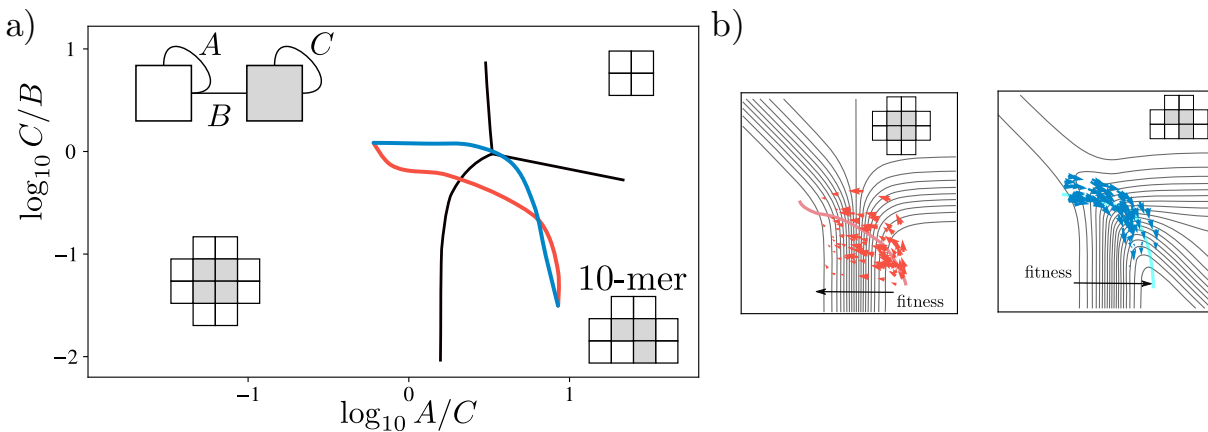 a)
A
C
B
1
0
−1
−2
log₁₀ C/B
10-mer
−1
0
1
log₁₀ A/C
b)
fitness
fitness